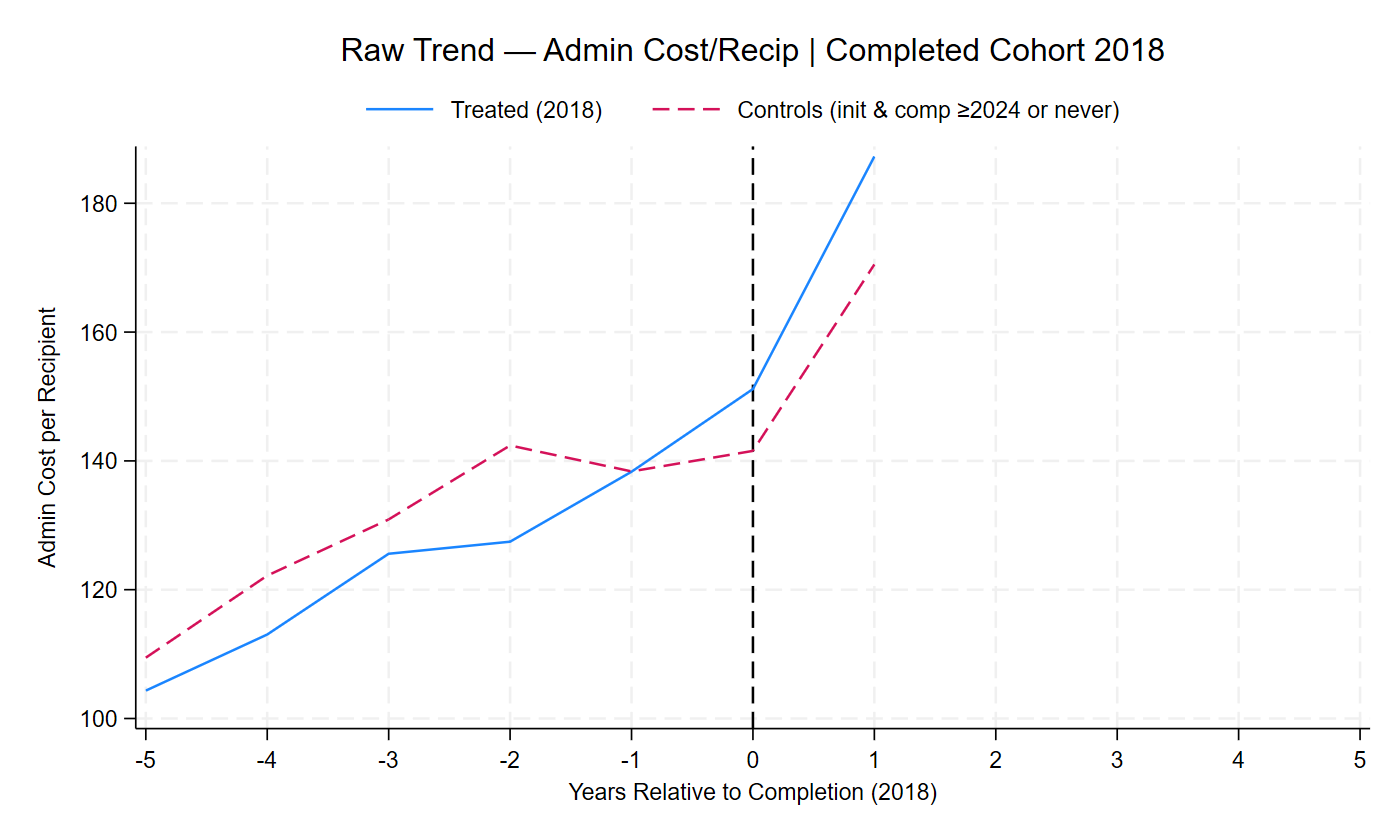 Raw Trend — Admin Cost/Recip | Completed Cohort 2018
Treated (2018)
Controls (init & comp ≥2024 or never)
Admin Cost per Recipient
180
160
140
120
100
-5 -4 -3 -2 -1 0 1 2 3 4 5
Years Relative to Completion (2018)